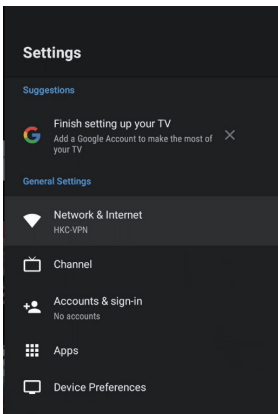 Settings
Suggestions
Finish setting up your TV
Add a Google Account to make the most of
your TV
General Settings
Network & Internet
HKC-VPN
Channel
Accounts & sign-in
No accounts
Apps
Device Preferences